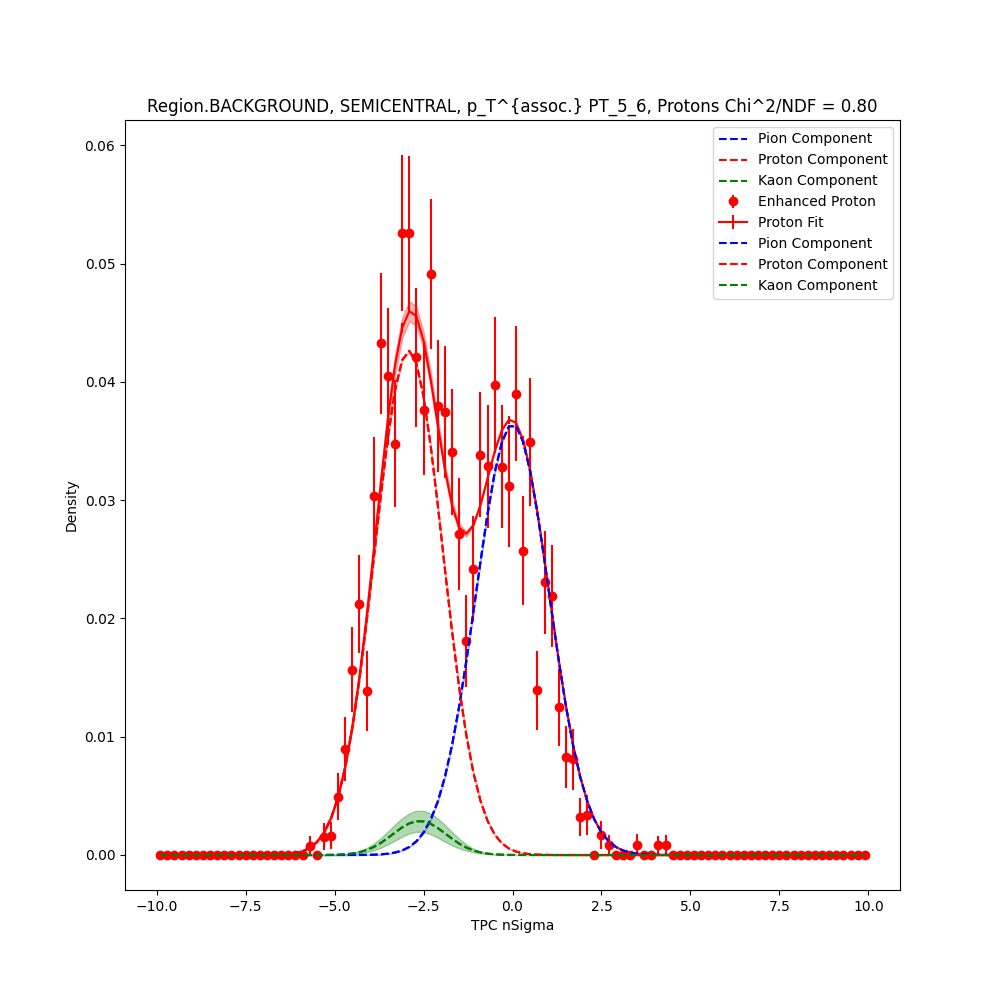 Region.BACKGROUND, SEMICENTRAL, p_T^{assoc.} PT_5_6, Protons Chi^2/NDF = 0.80
Pion Component
Proton Component
Kaon Component
Enhanced Proton
Proton Fit
Pion Component
Proton Component
Kaon Component
0.06
0.05
0.04
0.03
0.02
0.01
0.00
Density
−10.0 −7.5 −5.0 −2.5 0.0 2.5 5.0 7.5 10.0
TPC nSigma